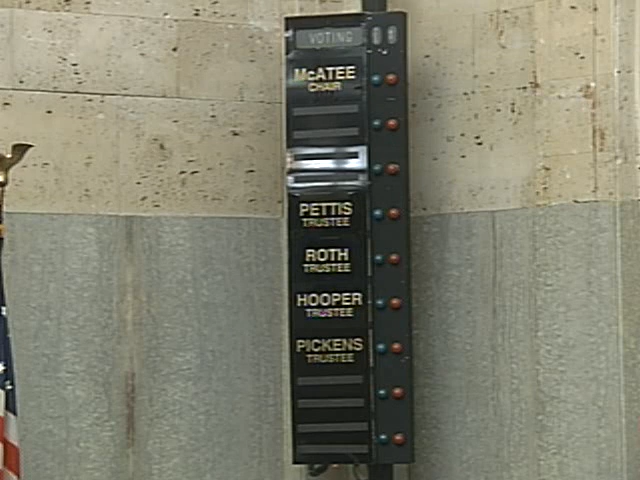 VOTING
McATEE
CHAIR
PETTIS
TRUSTEE
ROTH
TRUSTEE
HOOPER
TRUSTEE
PICKENS
TRUSTEE